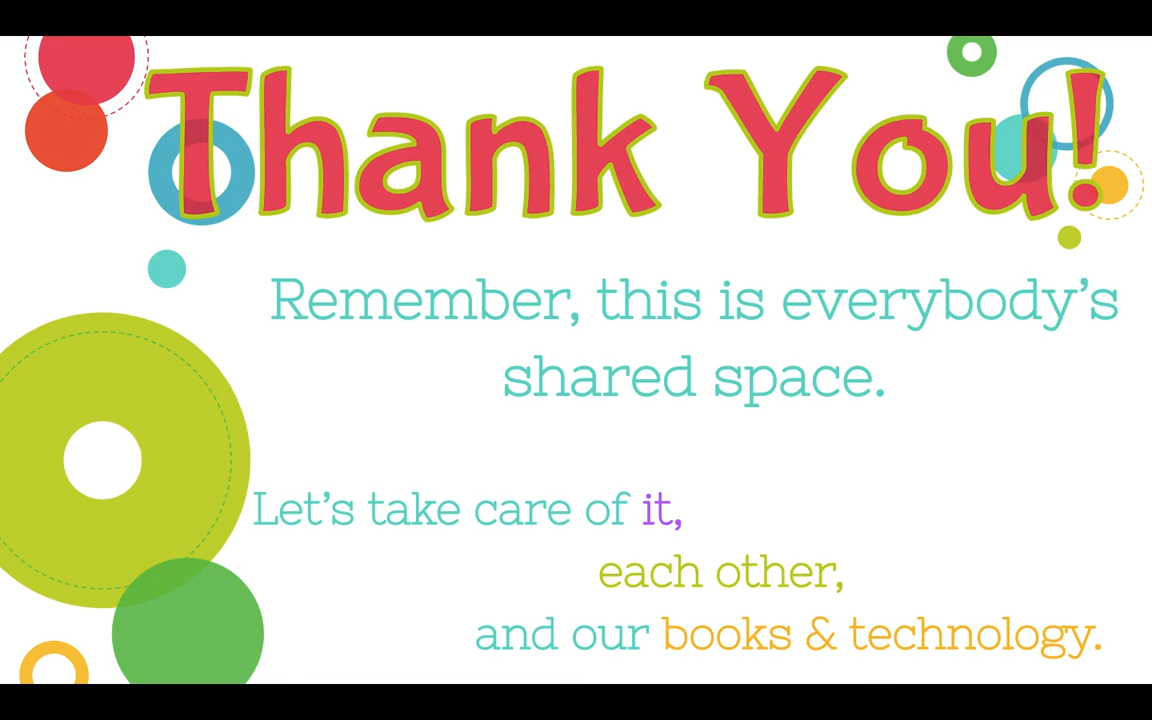 Thank You!
Remember, this is everybody’s
shared space.
Let’s take care of it,
each other,
and our books & technology.